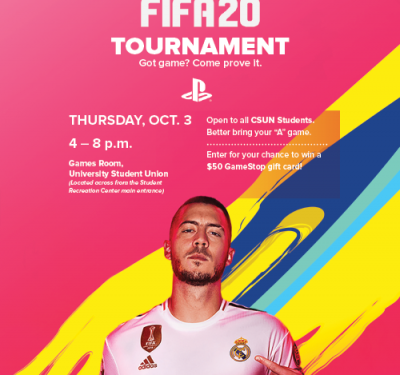 FIFA20
TOURNAMENT
Got game? Come prove it.
THURSDAY, OCT. 3
4 – 8 p.m.
Games Room,
University Student Union
(Located across from the Student
Recreation Center main entrance)
Open to all CSUN Students.
Better bring your “A” game.
Enter for your chance to win a
$50 GameStop gift card!
FIFA
adidas